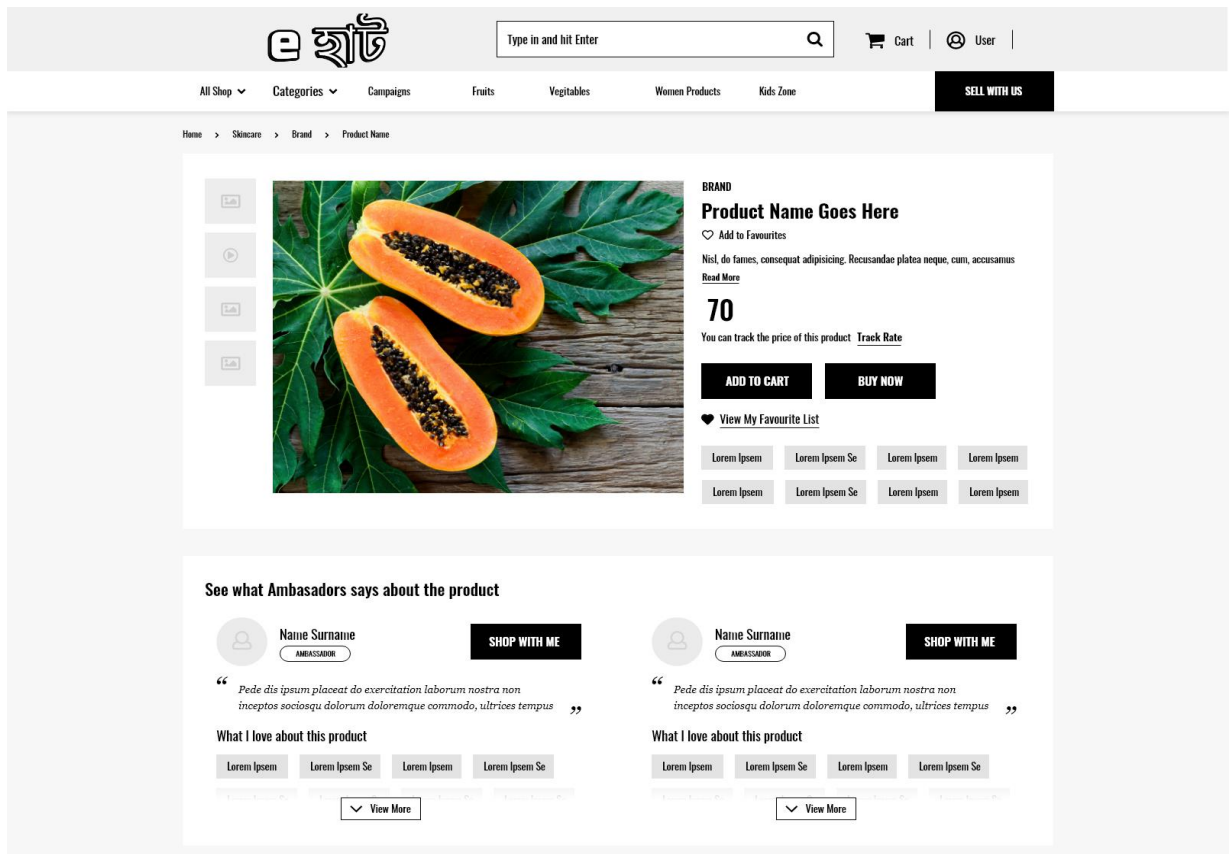 e হাট
Type in and hit Enter
Cart
User
All Shop
Categories
Campaigns
Fruits
Vegitables
Women Products
Kids Zone
SELL WITH US
Home > Skincare > Brand > Product Name
BRAND
Product Name Goes Here
Add to Favourites
Nisl, do fames, consequat adipisicing. Recusandae platea neque, cum, accusamus
Read More
70
You can track the price of this product Track Rate
ADD TO CART
BUY NOW
View My Favourite List
Lorem Ipsem
Lorem Ipsem Se
Lorem Ipsem
Lorem Ipsem
Lorem Ipsem
Lorem Ipsem Se
Lorem Ipsem
Lorem Ipsem
See what Ambasadors says about the product
Name Surname
AMBASSADOR
SHOP WITH ME
“ Pede dis ipsum placeat do exercitation laborum nostra non
inceptos sociosqu dolorum doloremque commodo, ultrices tempus ”
What I love about this product
Lorem Ipsem
Lorem Ipsem Se
Lorem Ipsem
Lorem Ipsem Se
View More
Name Surname
AMBASSADOR
SHOP WITH ME
“ Pede dis ipsum placeat do exercitation laborum nostra non
inceptos sociosqu dolorum doloremque commodo, ultrices tempus ”
What I love about this product
Lorem Ipsem
Lorem Ipsem Se
Lorem Ipsem
Lorem Ipsem Se
View More